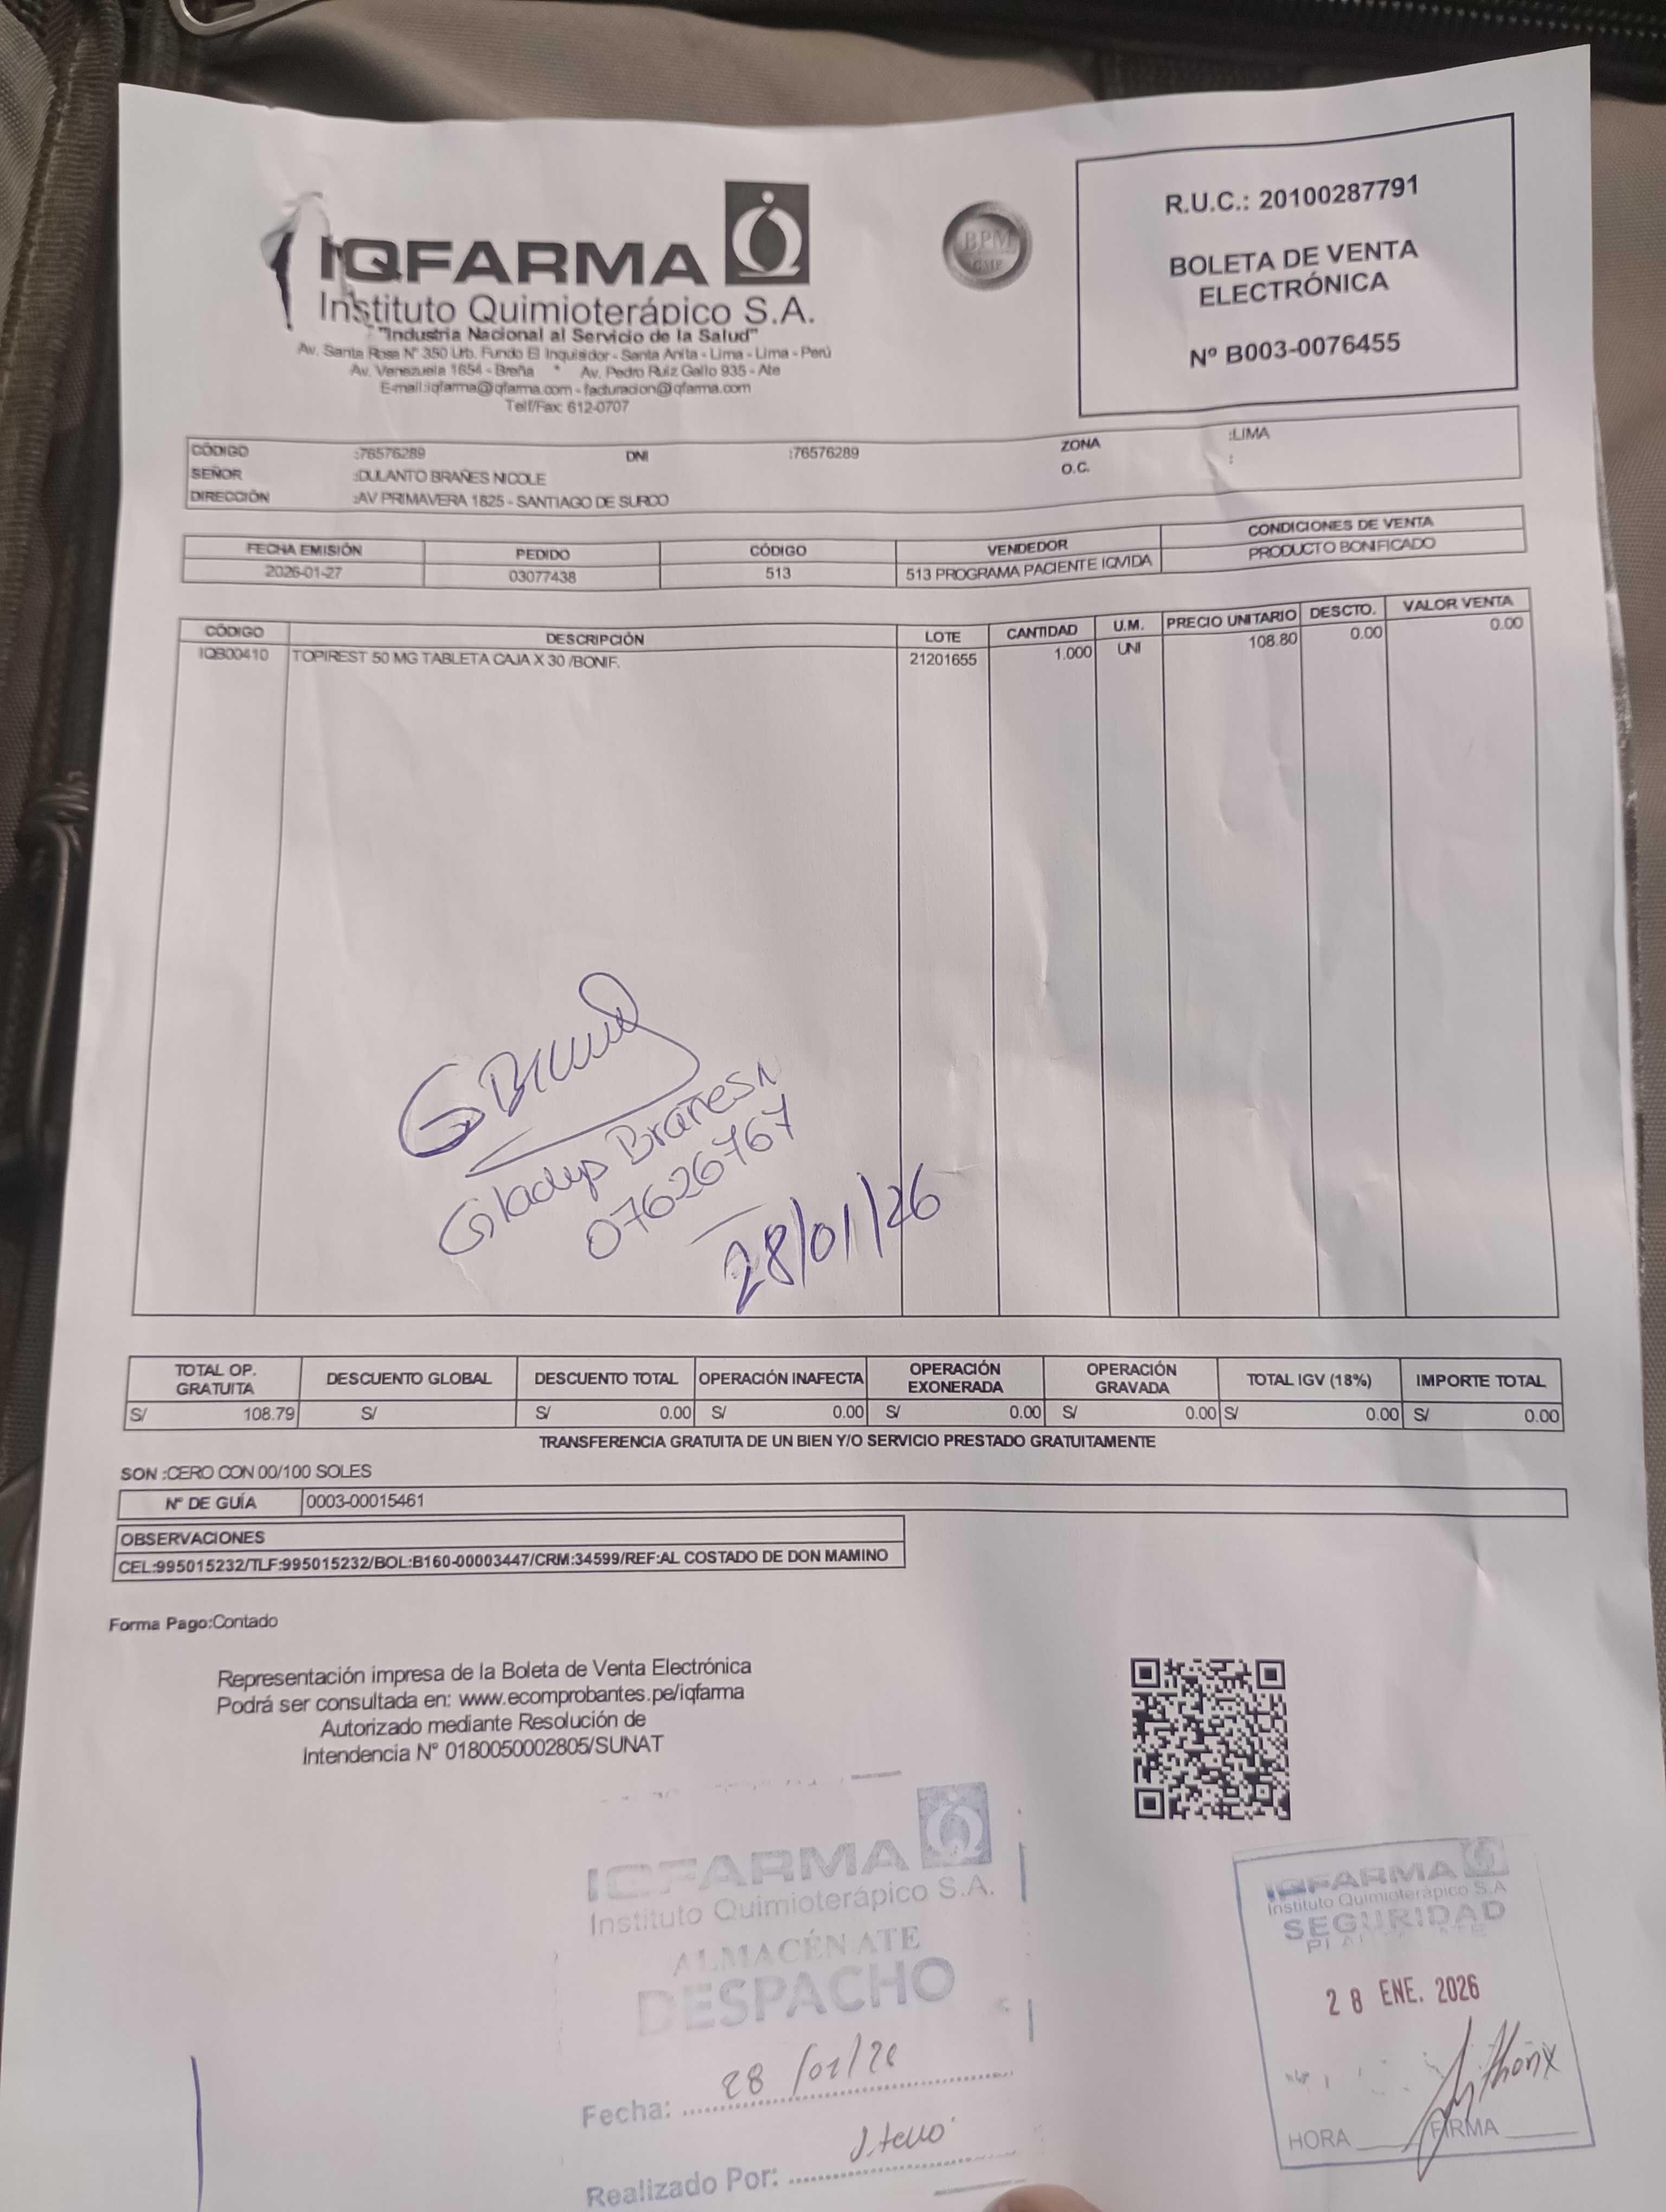 IQFARMA
Instituto Quimioterápico S.A.
"Industria Nacional al Servicio de la Salud"
Av. Santa Rosa Nº 350 Urb. Fundo El Inquisidor - Santa Anita - Lima - Lima - Perú
Av. Venezuela 1654 - Breña * Av. Pedro Ruiz Gallo 935 - Ate
E-mail:iqfarma@iqfarma.com - facturacion@iqfarma.com
Telf/Fax: 612-0707
BPM
GMP
R.U.C.: 20100287791
BOLETA DE VENTA
ELECTRÓNICA
Nº B003-0076455
CÓDIGO :76576289 DNI :76576289 ZONA :LIMA
SEÑOR :DULANTO BRAÑES NICOLE O.C. :
DIRECCIÓN :AV PRIMAVERA 1825 - SANTIAGO DE SURCO
FECHA EMISIÓN PEDIDO CÓDIGO VENDEDOR CONDICIONES DE VENTA
2026-01-27 03077438 513 513 PROGRAMA PACIENTE IQVIDA PRODUCTO BONIFICADO
CÓDIGO DESCRIPCIÓN LOTE CANTIDAD U.M. PRECIO UNITARIO DESCTO. VALOR VENTA
IQB00410 TOPIREST 50 MG TABLETA CAJA X 30 /BONIF. 21201655 1.000 UNI 108.80 0.00 0.00
Gladys Brañes
07626767
28/01/26
TOTAL OP. GRATUITA DESCUENTO GLOBAL DESCUENTO TOTAL OPERACIÓN INAFECTA OPERACIÓN EXONERADA OPERACIÓN GRAVADA TOTAL IGV (18%) IMPORTE TOTAL
S/ 108.79 S/ S/ 0.00 S/ 0.00 S/ 0.00 S/ 0.00 S/ 0.00 S/ 0.00
TRANSFERENCIA GRATUITA DE UN BIEN Y/O SERVICIO PRESTADO GRATUITAMENTE
SON :CERO CON 00/100 SOLES
Nº DE GUÍA 0003-00015461
OBSERVACIONES
CEL:995015232/TLF:995015232/BOL:B160-00003447/CRM:34599/REF:AL COSTADO DE DON MAMINO
Forma Pago:Contado
Representación impresa de la Boleta de Venta Electrónica
Podrá ser consultada en: www.ecomprobantes.pe/iqfarma
Autorizado mediante Resolución de
Intendencia Nº 0180050002805/SUNAT
IQFARMA
Instituto Quimioterápico S.A.
ALMACÉN ATE
DESPACHO
Fecha: 28/01/26
Realizado Por:
IQFARMA
Instituto Quimioterápico S.A
SEGURIDAD
28 ENE. 2026
HORA FIRMA